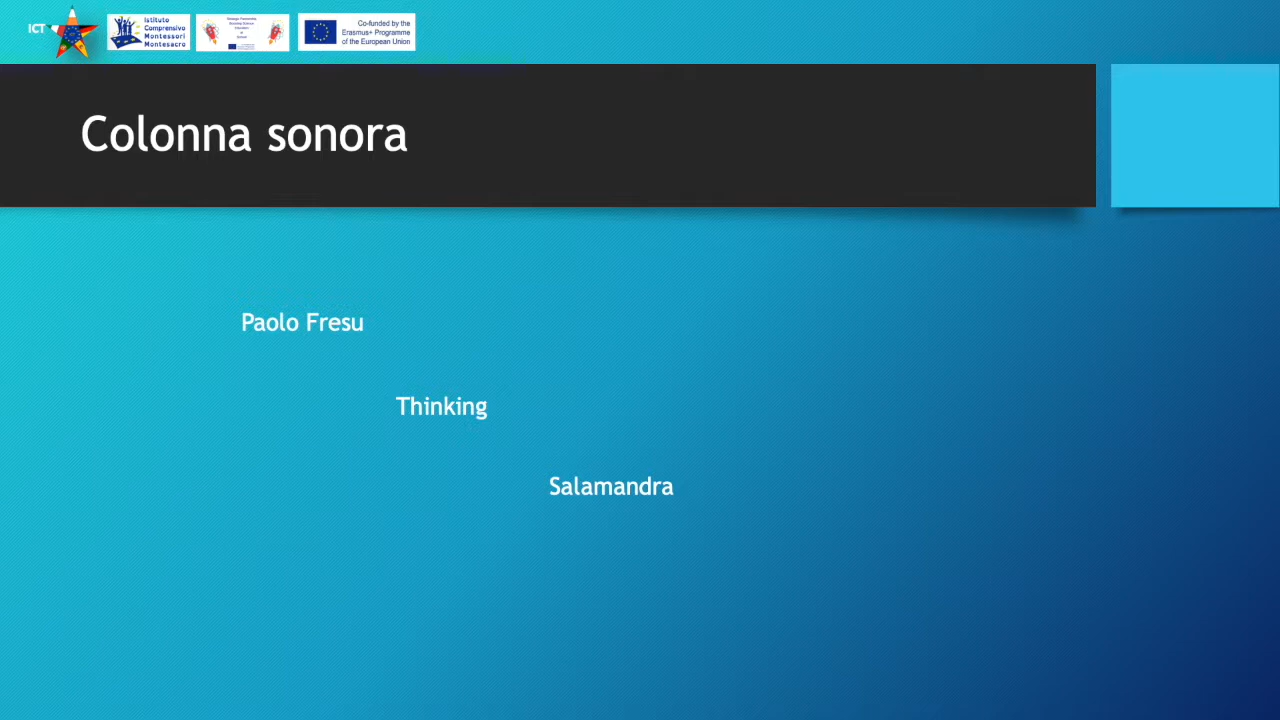 ICT
Istituto
Comprensivo
Montessori
Montesacro
Co-funded by the
Erasmus+ Programme
of the European Union
Colonna sonora
Paolo Fresu
Thinking
Salamandra